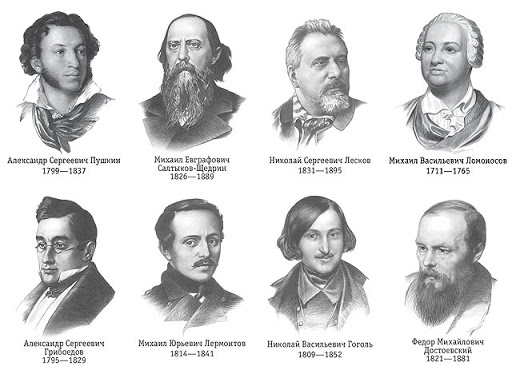 Александр Сергеевич Пушкин
1799—1837
Михаил Евграфович
Салтыков-Щедрин
1826—1889
Николай Сергеевич Лесков
1831—1895
Михаил Васильевич Ломоносов
1711—1765
Александр Сергеевич
Грибоедов
1795—1829
Михаил Юрьевич Лермонтов
1814—1841
Николай Васильевич Гоголь
1809—1852
Федор Михайлович
Достоевский
1821—1881